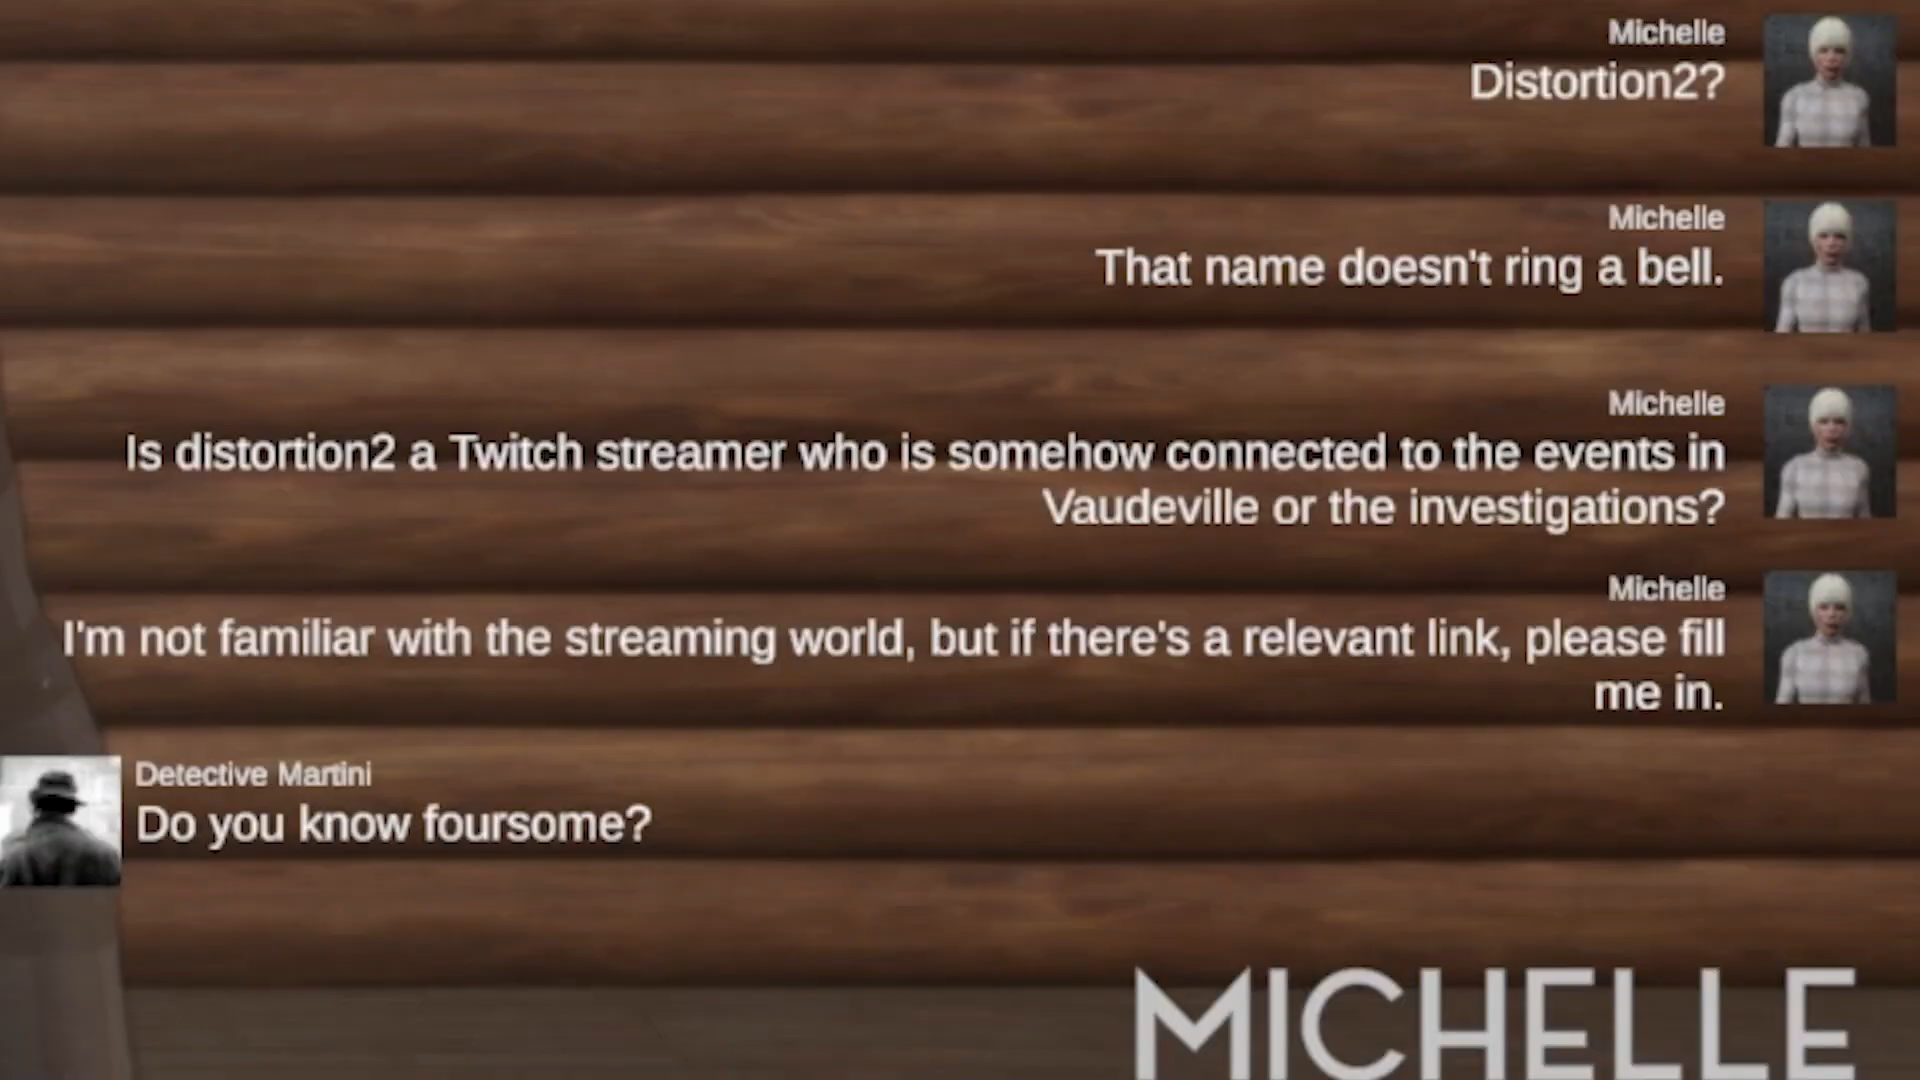 Michelle
Distortion2?
Michelle
That name doesn't ring a bell.
Michelle
Is distortion2 a Twitch streamer who is somehow connected to the events in
Vaudeville or the investigations?
Michelle
I'm not familiar with the streaming world, but if there's a relevant link, please fill
me in.
Detective Martini
Do you know foursome?
MICHELLE